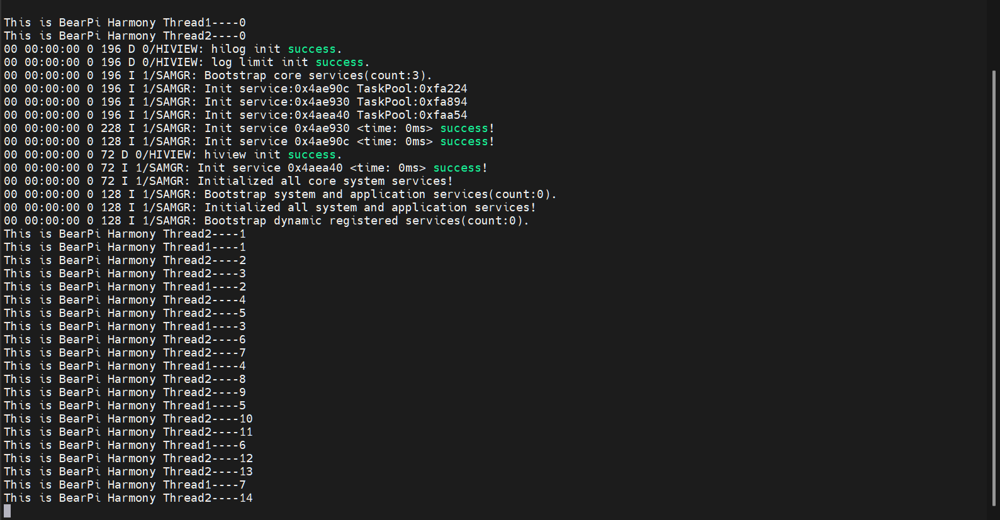 This is BearPi Harmony Thread1----0
This is BearPi Harmony Thread2----0
00 00:00:00 0 196 D 0/HIVIEW: hilog init success.
00 00:00:00 0 196 D 0/HIVIEW: log limit init success.
00 00:00:00 0 196 I 1/SAMGR: Bootstrap core services(count:3).
00 00:00:00 0 196 I 1/SAMGR: Init service:0x4ae90c TaskPool:0xfa224
00 00:00:00 0 196 I 1/SAMGR: Init service:0x4ae930 TaskPool:0xfa894
00 00:00:00 0 196 I 1/SAMGR: Init service:0x4aea40 TaskPool:0xfaa54
00 00:00:00 0 228 I 1/SAMGR: Init service 0x4ae930 <time: 0ms> success!
00 00:00:00 0 128 I 1/SAMGR: Init service 0x4ae90c <time: 0ms> success!
00 00:00:00 0 72 D 0/HIVIEW: hiview init success.
00 00:00:00 0 72 I 1/SAMGR: Init service 0x4aea40 <time: 0ms> success!
00 00:00:00 0 72 I 1/SAMGR: Initialized all core system services!
00 00:00:00 0 128 I 1/SAMGR: Bootstrap system and application services(count:0).
00 00:00:00 0 128 I 1/SAMGR: Initialized all system and application services!
00 00:00:00 0 128 I 1/SAMGR: Bootstrap dynamic registered services(count:0).
This is BearPi Harmony Thread2----1
This is BearPi Harmony Thread1----1
This is BearPi Harmony Thread2----2
This is BearPi Harmony Thread2----3
This is BearPi Harmony Thread1----2
This is BearPi Harmony Thread2----4
This is BearPi Harmony Thread2----5
This is BearPi Harmony Thread1----3
This is BearPi Harmony Thread2----6
This is BearPi Harmony Thread2----7
This is BearPi Harmony Thread1----4
This is BearPi Harmony Thread2----8
This is BearPi Harmony Thread2----9
This is BearPi Harmony Thread1----5
This is BearPi Harmony Thread2----10
This is BearPi Harmony Thread2----11
This is BearPi Harmony Thread1----6
This is BearPi Harmony Thread2----12
This is BearPi Harmony Thread2----13
This is BearPi Harmony Thread1----7
This is BearPi Harmony Thread2----14